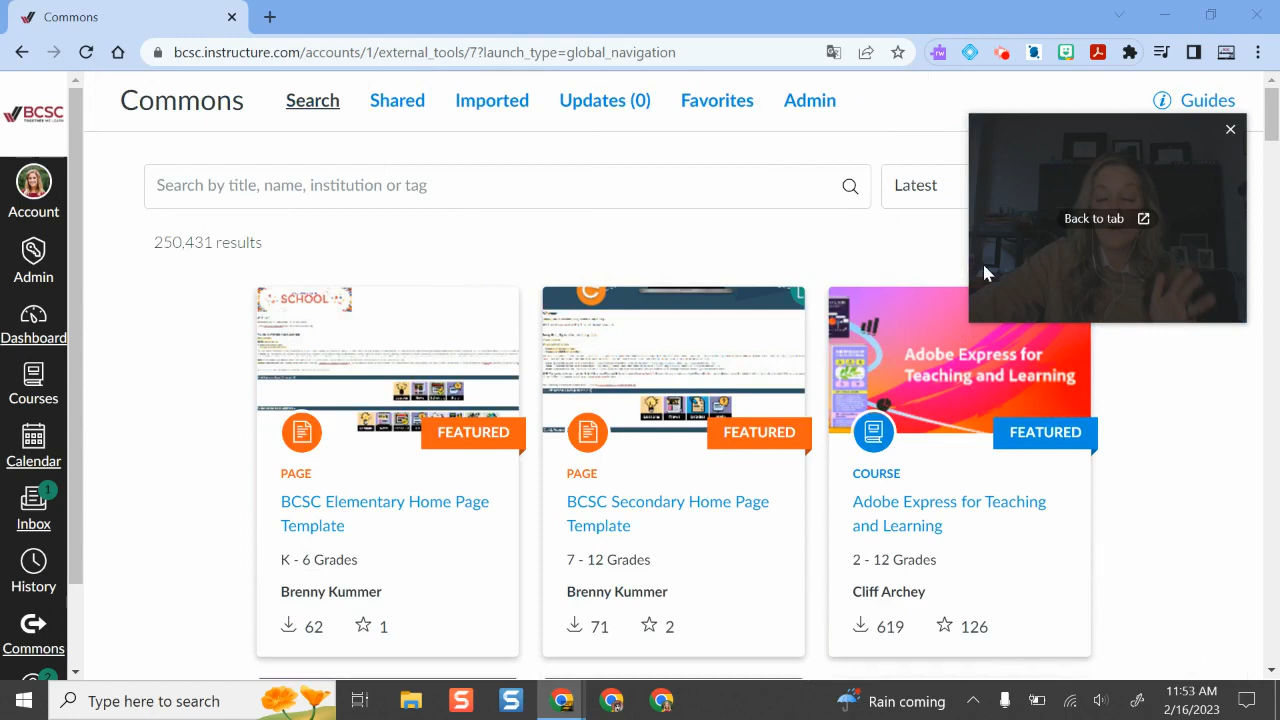 Commons
bcsc.instructure.com/accounts/1/external_tools/7?launch_type=global_navigation
BCSC
Commons
Search
Shared
Imported
Updates (0)
Favorites
Admin
Guides
Search by title, name, institution or tag
Latest
Back to tab
250,431 results
Account
Admin
Dashboard
Courses
Calendar
1
Inbox
History
Commons
2
SCHOOL
FEATURED
PAGE
BCSC Elementary Home Page
Template
K - 6 Grades
Brenny Kummer
62
1
FEATURED
PAGE
BCSC Secondary Home Page
Template
7 - 12 Grades
Brenny Kummer
71
2
Adobe Express for
Teaching and Learning
FEATURED
COURSE
Adobe Express for Teaching
and Learning
2 - 12 Grades
Cliff Archey
619
126
Type here to search
Rain coming
11:53 AM
2/16/2023